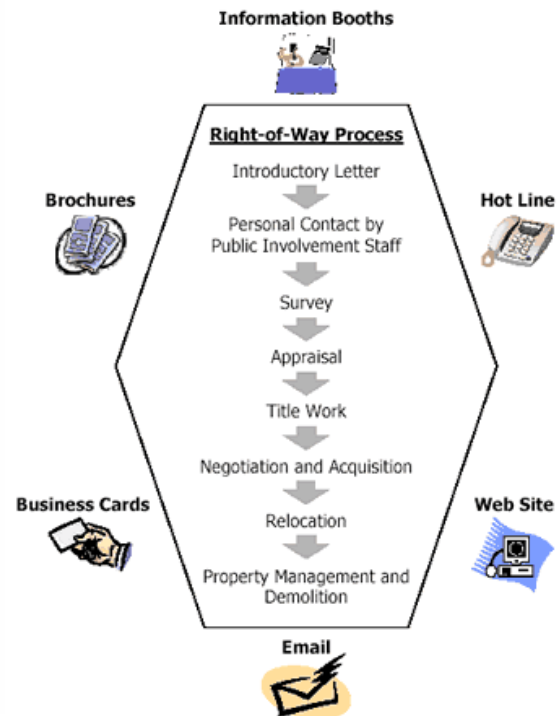 Information Booths
Right-of-Way Process
Introductory Letter
Brochures
Hot Line
Personal Contact by
Public Involvement Staff
Survey
Appraisal
Title Work
Negotiation and Acquisition
Business Cards
Web Site
Relocation
Property Management and
Demolition
Email